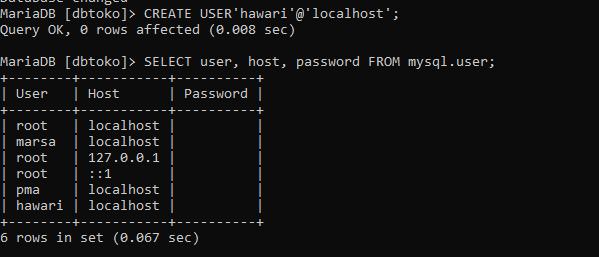 Database changed
MariaDB [dbtoko]> CREATE USER'hawari'@'localhost';
Query OK, 0 rows affected (0.008 sec)
MariaDB [dbtoko]> SELECT user, host, password FROM mysql.user;
+--------+-----------+----------+
| User   | Host      | Password |
+--------+-----------+----------+
| root   | localhost |          |
| marsa  | localhost |          |
| root   | 127.0.0.1 |          |
| root   | ::1       |          |
| pma    | localhost |          |
| hawari | localhost |          |
+--------+-----------+----------+
6 rows in set (0.067 sec)